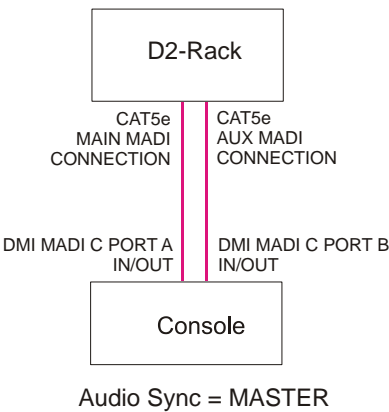 D2-Rack
CAT5e
MAIN MADI
CONNECTION
CAT5e
AUX MADI
CONNECTION
DMI MADI C PORT A
IN/OUT
DMI MADI C PORT B
IN/OUT
Console
Audio Sync = MASTER